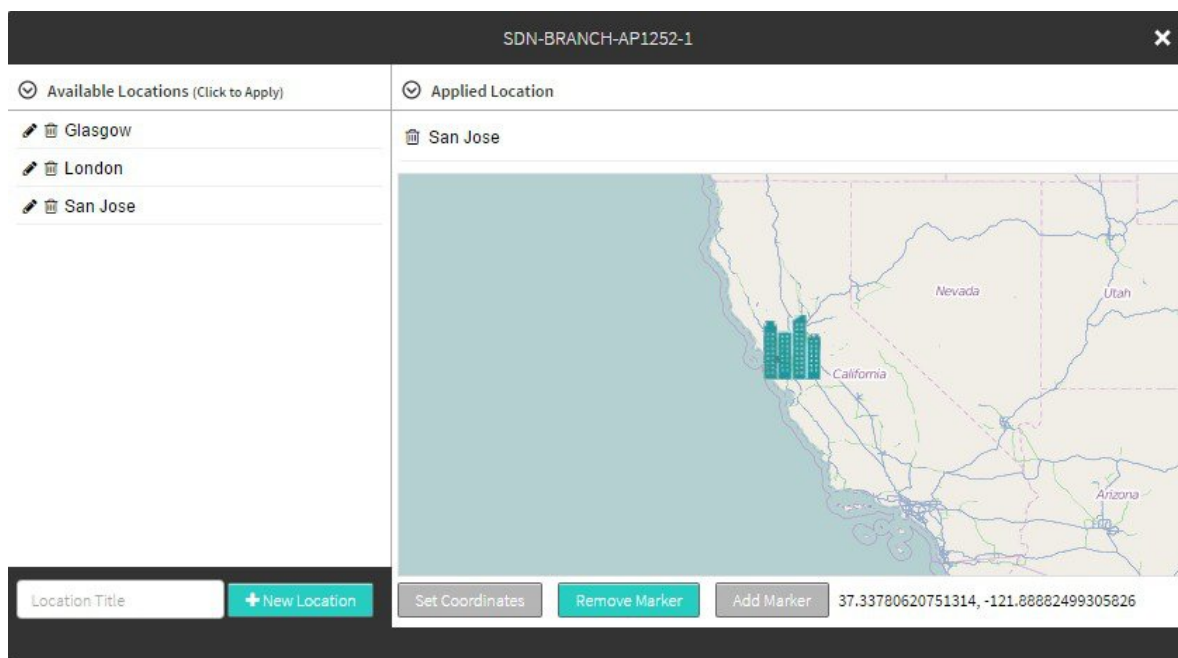 SDN-BRANCH-AP1252-1
Available Locations (Click to Apply)
Glasgow
London
San Jose
Location Title
New Location
Applied Location
San Jose
Nevada
Utah
California
Arizona
Set Coordinates
Remove Marker
Add Marker
37.33780620751314, -121.88882499305826